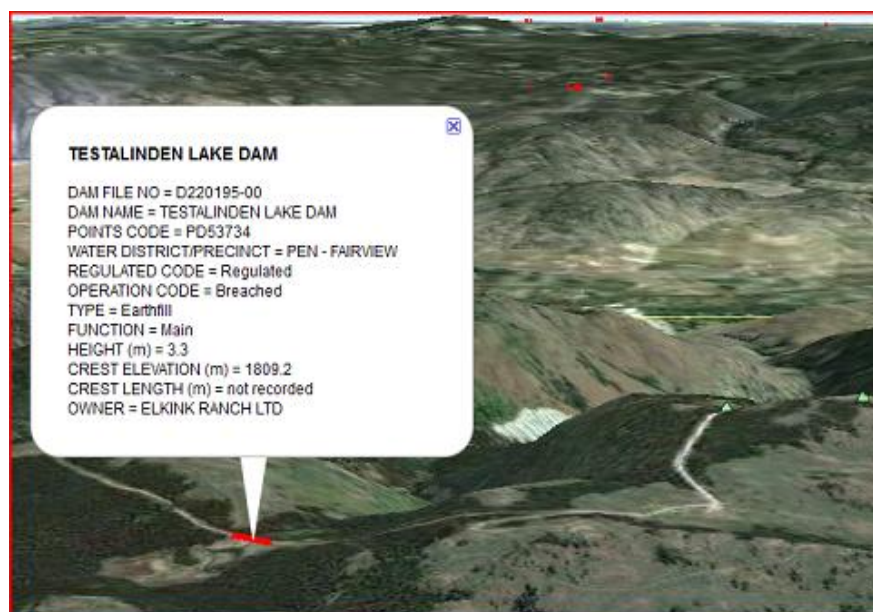 TESTALINDEN LAKE DAM
DAM FILE NO = D220195-00
DAM NAME = TESTALINDEN LAKE DAM
POINTS CODE = PD53734
WATER DISTRICT/PRECINCT = PEN - FAIRVIEW
REGULATED CODE = Regulated
OPERATION CODE = Breached
TYPE = Earthfill
FUNCTION = Main
HEIGHT (m) = 3.3
CREST ELEVATION (m) = 1809.2
CREST LENGTH (m) = not recorded
OWNER = ELKINK RANCH LTD